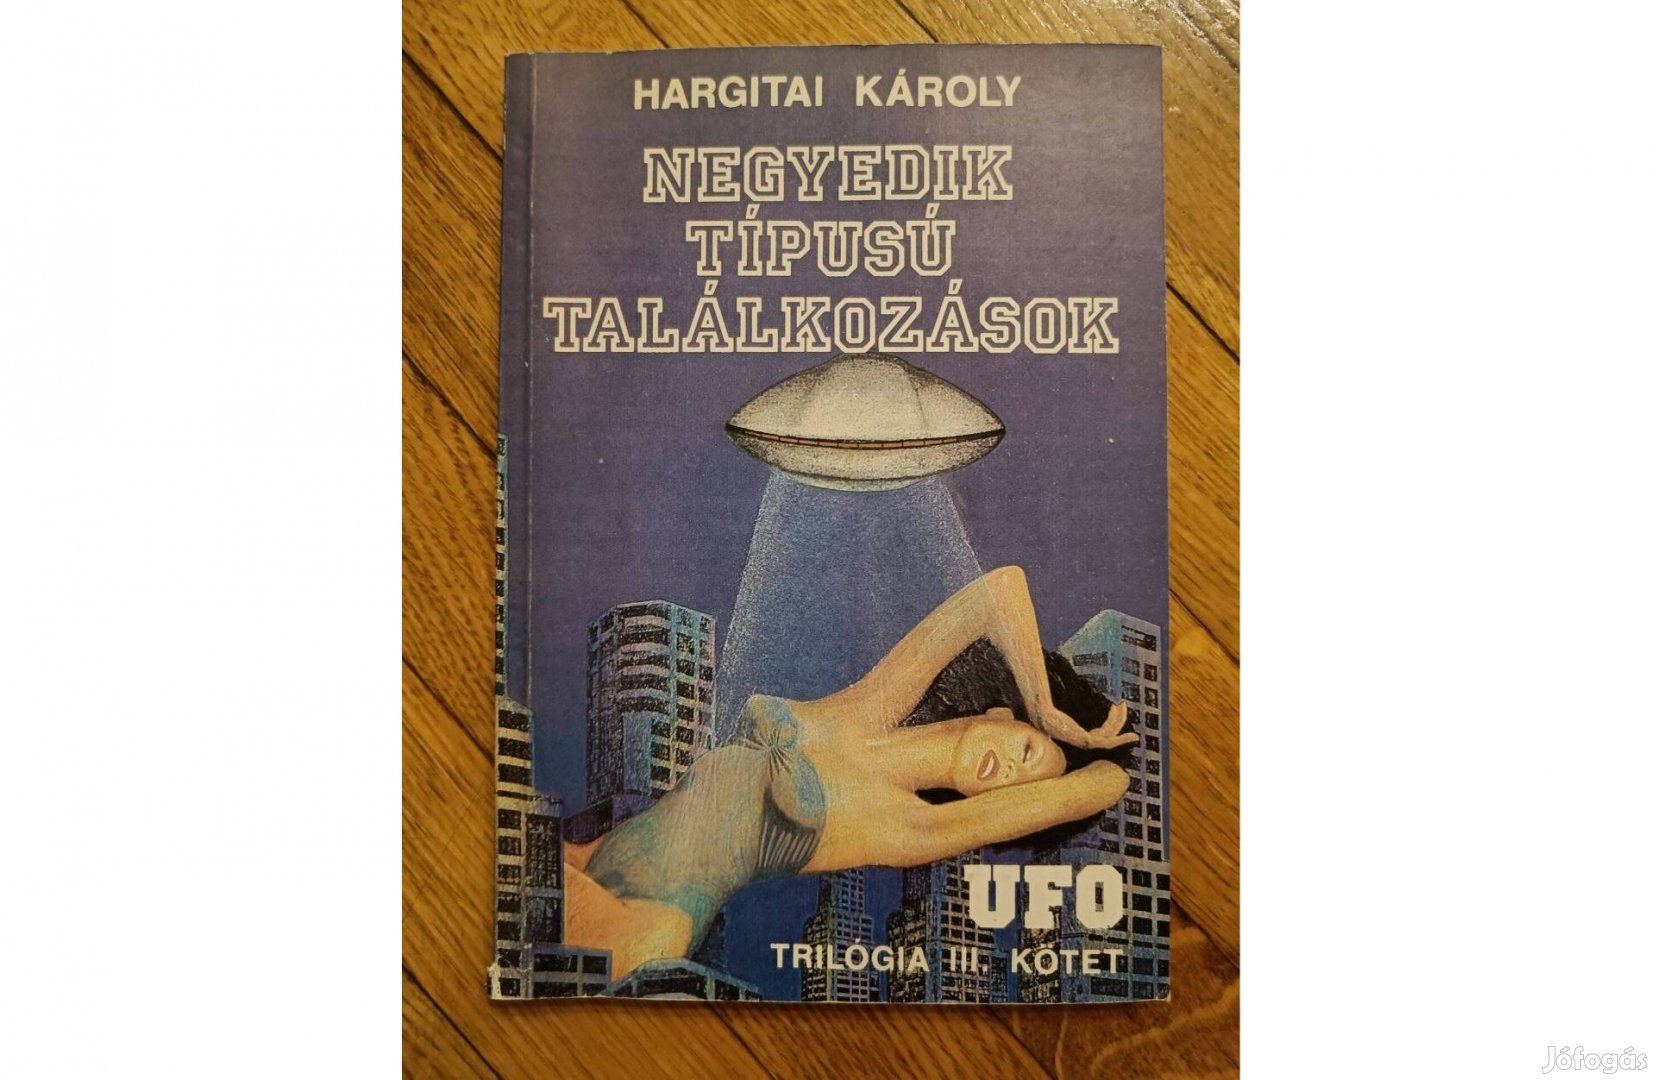 HARGITAI KÁROLY
NEGYEDIK
TÍPUSÚ
TALÁLKOZÁSOK
UFO
TRILÓGIA III. KÖTET
Jófogás